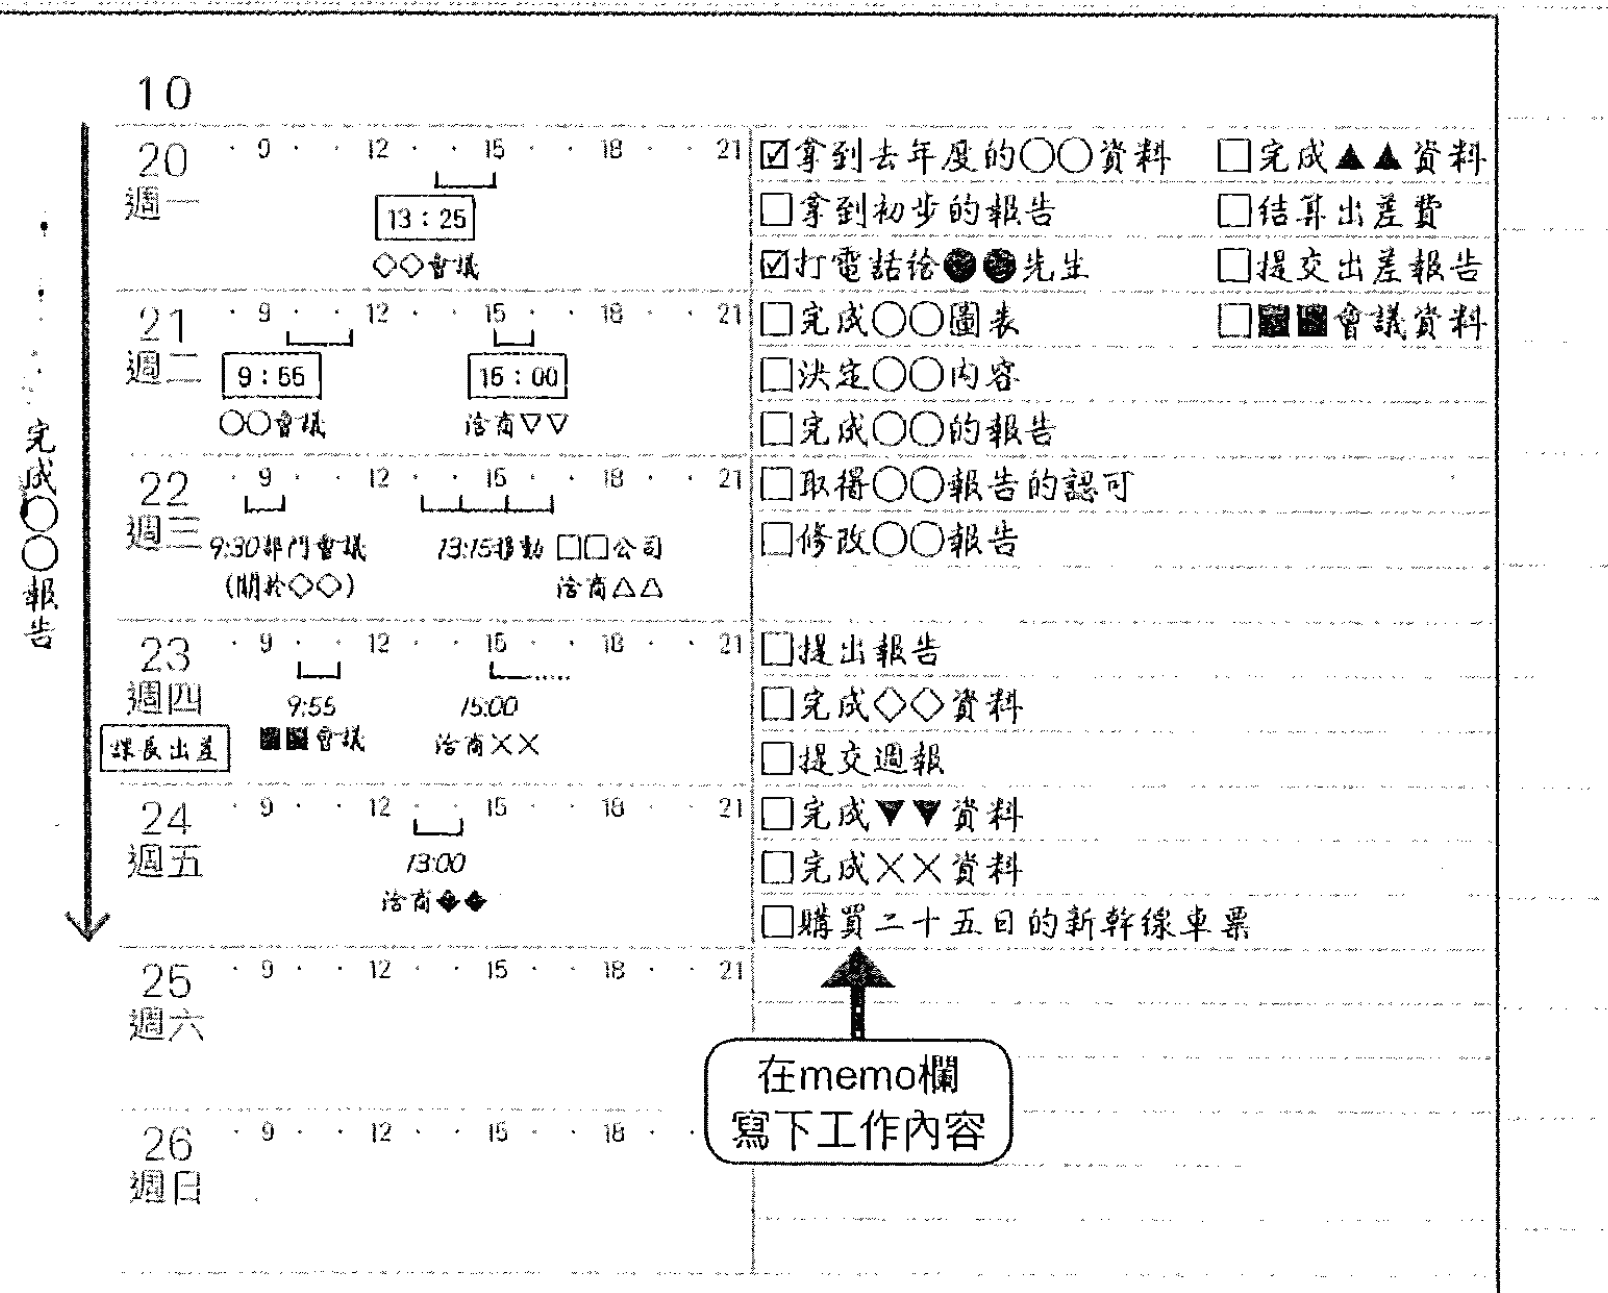 10
20 ・ 9 ・ ・ 12 ・ ・ 15 ・ ・ 18 ・ ・ 21
週一
13：25
◇◇會議
21 ・ 9 ・ ・ 12 ・ ・ 15 ・ ・ 18 ・ ・ 21
週二
9：55
○○會議
15：00
洽商▽▽
22 ・ 9 ・ ・ 12 ・ ・ 15 ・ ・ 18 ・ ・ 21
週三
9:30部門會議
(關於◇◇)
13:15移動
□□公司
洽商△△
23 ・ 9 ・ ・ 12 ・ ・ 15 ・ ・ 18 ・ ・ 21
週四
課長出差
9:55
■■會議
15:00
洽商××
24 ・ 9 ・ ・ 12 ・ ・ 15 ・ ・ 18 ・ ・ 21
週五
13:00
洽商◆◆
25 ・ 9 ・ ・ 12 ・ ・ 15 ・ ・ 18 ・ ・ 21
週六
26 ・ 9 ・ ・ 12 ・ ・ 15 ・ ・ 18 ・ ・
週日
完成○○報告
☑拿到去年度的○○資料
□拿到初步的報告
☑打電話給●●先生
□完成○○圖表
□決定○○內容
□完成○○的報告
□取得○○報告的認可
□修改○○報告
□提出報告
□完成◇◇資料
□提交週報
□完成▼▼資料
□完成××資料
□購買二十五日的新幹線車票
□完成▲▲資料
□結算出差費
□提交出差報告
□■■會議資料
在memo欄
寫下工作內容